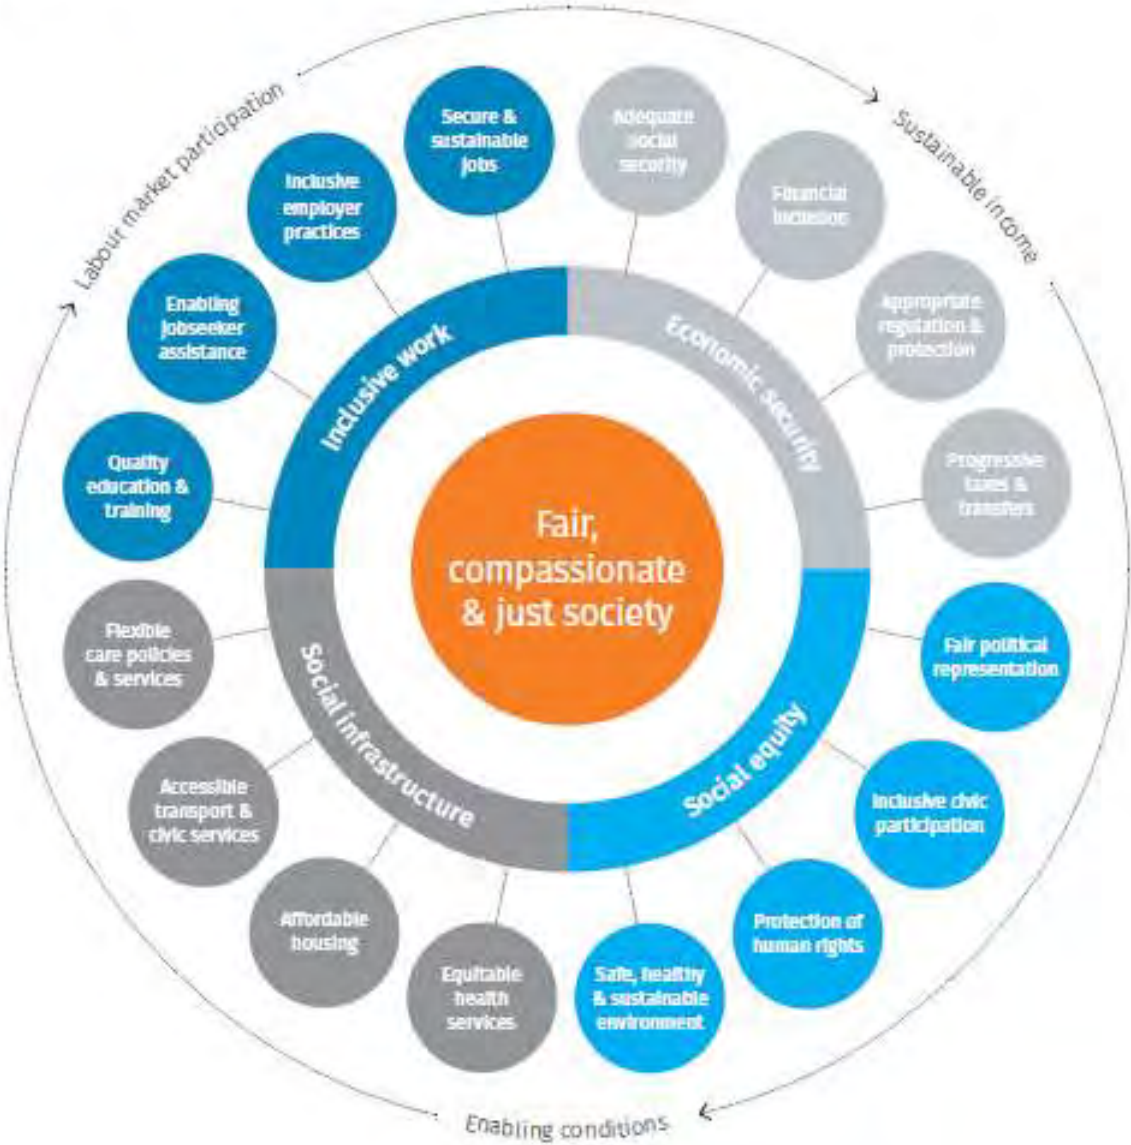 Labour market participation
Sustainable income
Enabling conditions
Secure &
sustainable
jobs
Inclusive
employer
practices
Enabling
jobseeker
assistance
Quality
education &
training
Adequate
social
security
Financial
inclusion
Appropriate
regulation &
protection
Progressive
taxes &
transfers
Inclusive work
Economic security
Fair,
compassionate
& just society
Social infrastructure
Social equity
Flexible
care policies
& services
Accessible
transport &
civic services
Affordable
housing
Equitable
health
services
Fair political
representation
Inclusive civic
participation
Protection of
human rights
Safe, healthy
& sustainable
environment